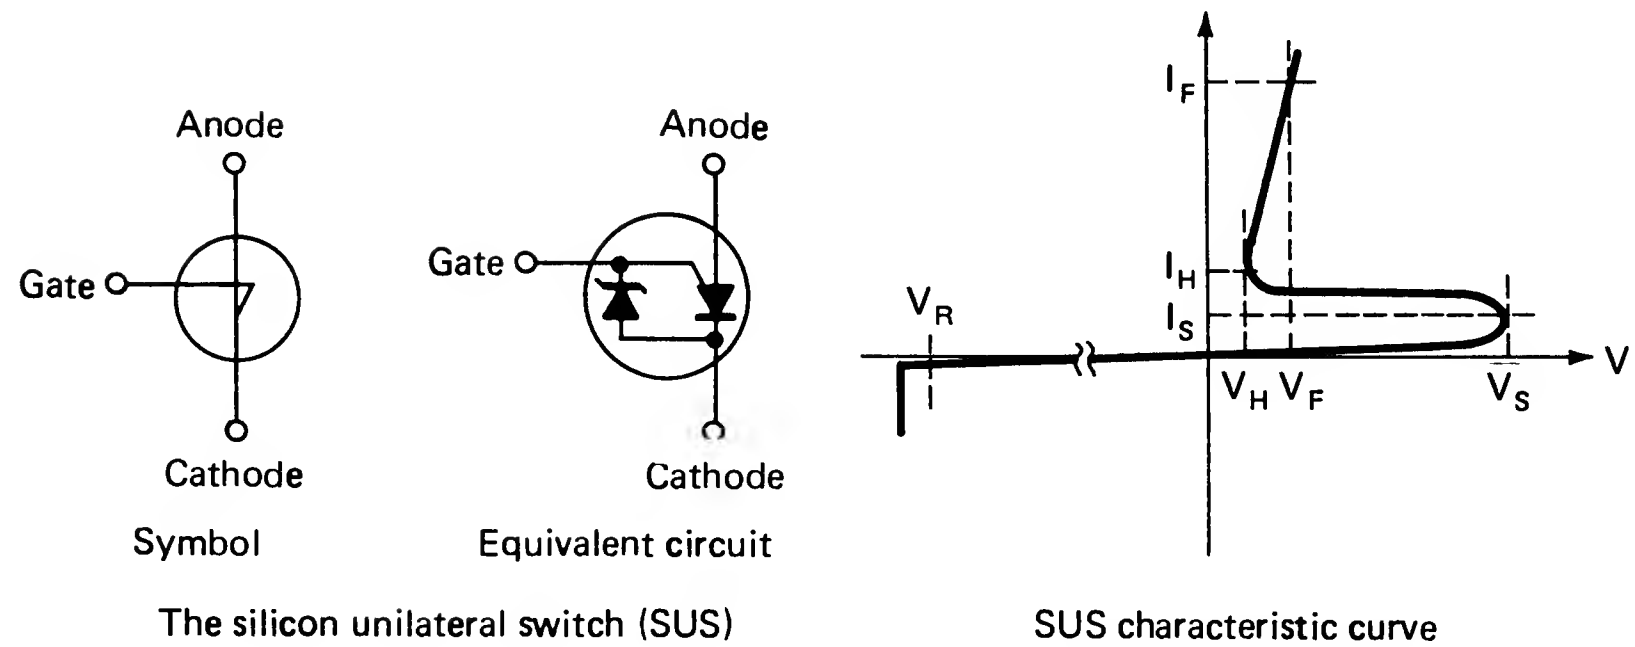 Anode
Gate
Cathode
Symbol
Anode
Gate
Cathode
Equivalent circuit
The silicon unilateral switch (SUS)
I_F
I_H
I_S
V_R
V_H V_F
V_S
V
SUS characteristic curve